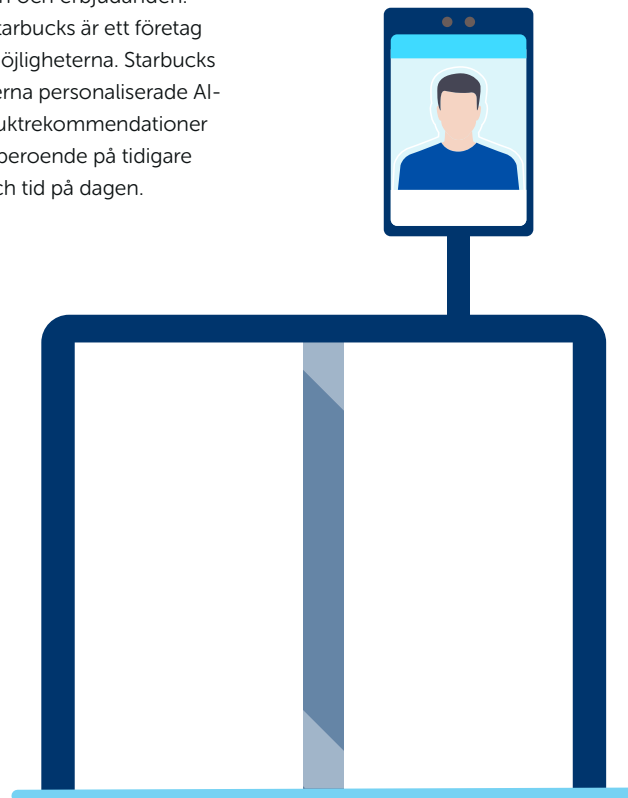 och erbjudanden.
tarbucks är ett företag
öjligheterna. Starbucks
erna personaliserade AI-
uktrekommendationer
beroende på tidigare
ch tid på dagen.